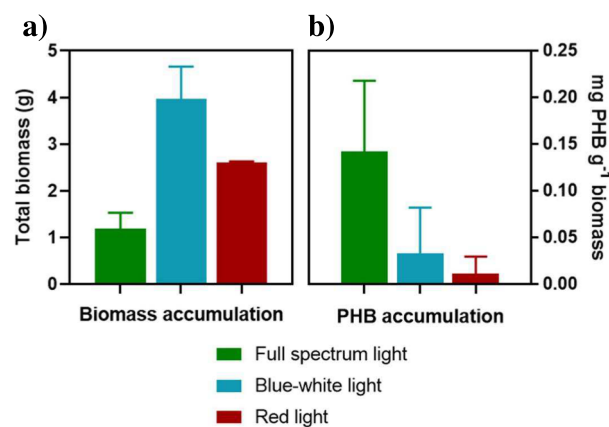 a)
b)
Total biomass (g)
5
4
3
2
1
0
Biomass accumulation
0.25
0.20
0.15
0.10
0.05
0.00
mg PHB g⁻¹ biomass
PHB accumulation
Full spectrum light
Blue-white light
Red light